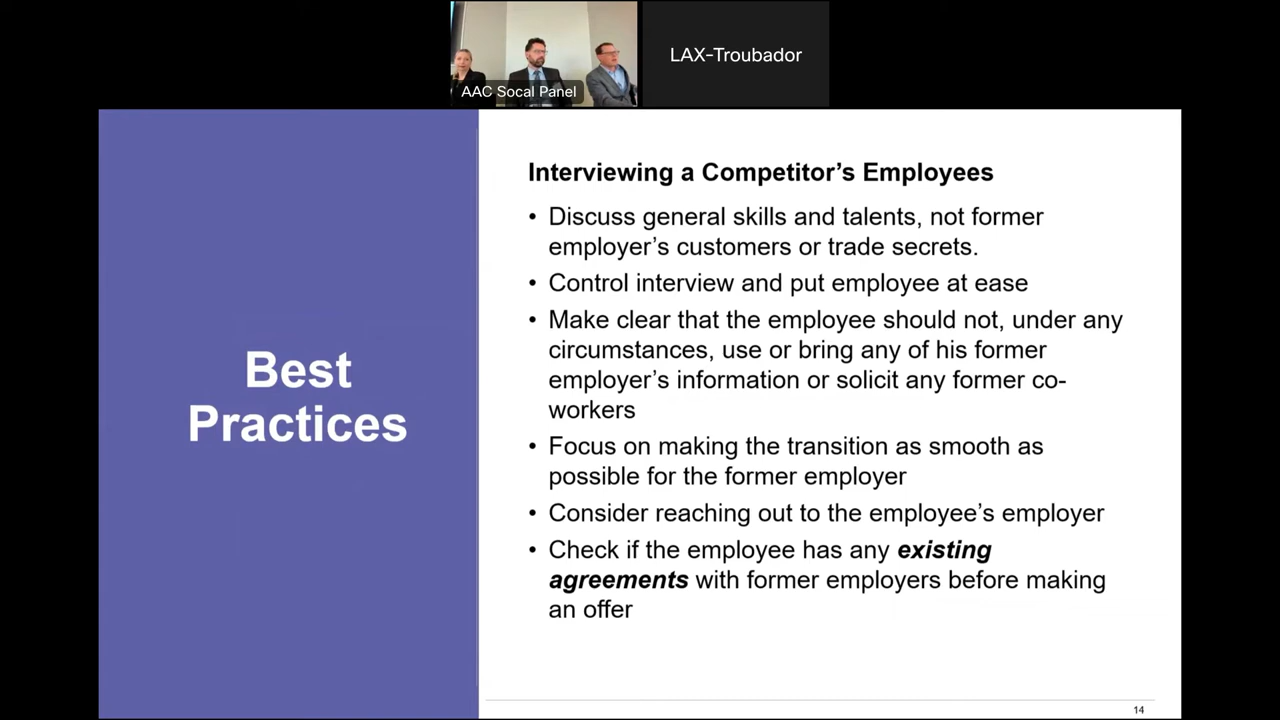 AAC Socal Panel
LAX-Troubador
Best
Practices
Interviewing a Competitor’s Employees
• Discuss general skills and talents, not former
employer’s customers or trade secrets.
• Control interview and put employee at ease
• Make clear that the employee should not, under any
circumstances, use or bring any of his former
employer’s information or solicit any former co-
workers
• Focus on making the transition as smooth as
possible for the former employer
• Consider reaching out to the employee’s employer
• Check if the employee has any existing
agreements with former employers before making
an offer
14